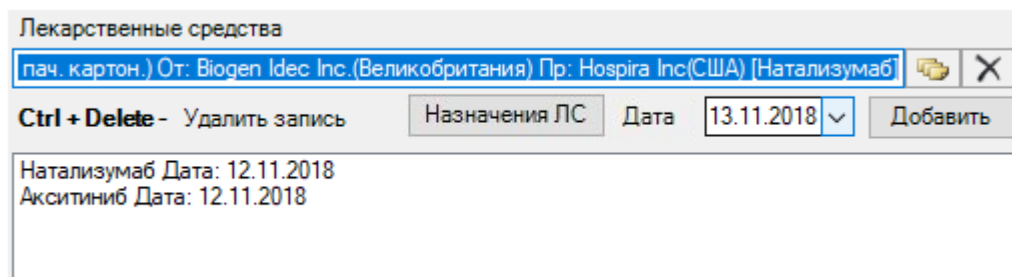 Лекарственные средства
пач. картон.) От: Biogen Idec Inc.(Великобритания) Пр: Hospira Inc(США) [Натализумаб]
Ctrl + Delete - Удалить запись Назначения ЛС Дата 13.11.2018 Добавить
Натализумаб Дата: 12.11.2018
Акситиниб Дата: 12.11.2018